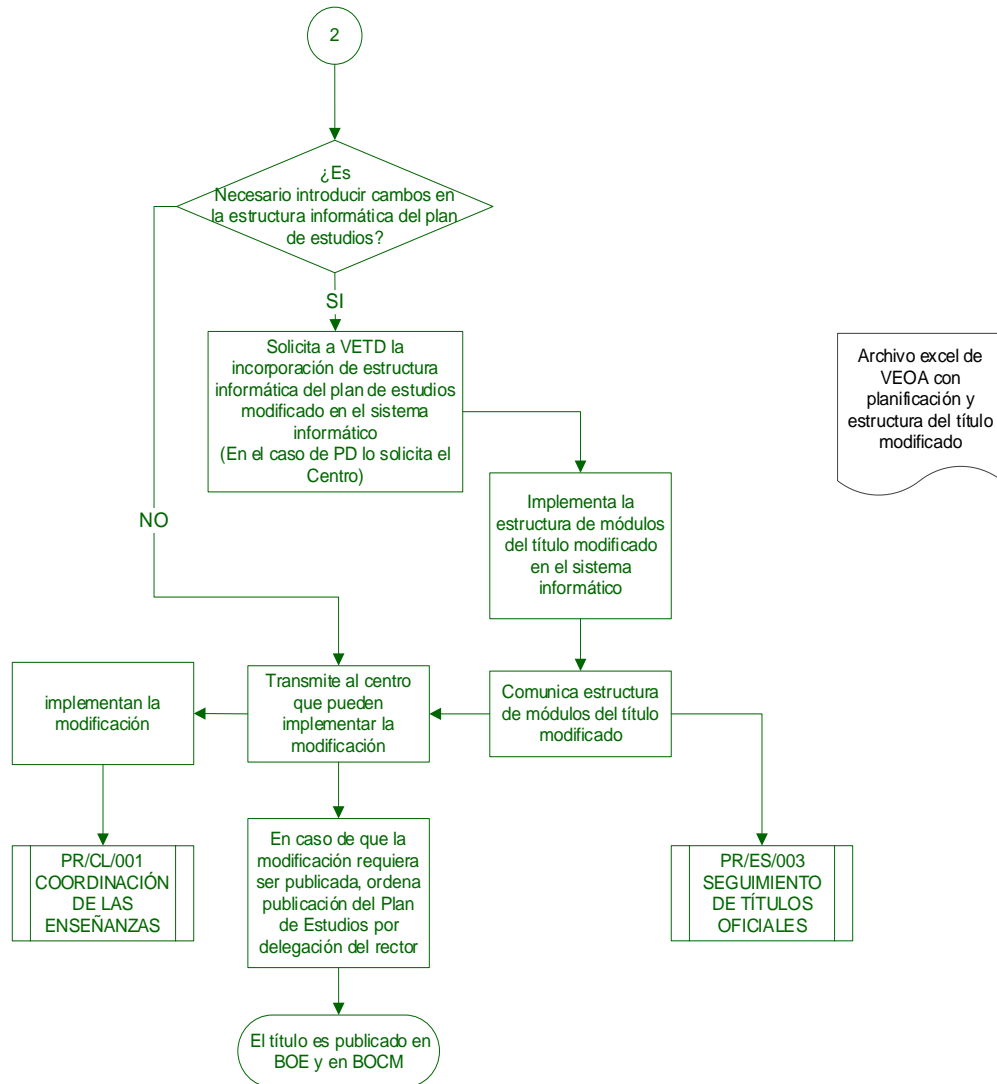 2
¿Es
Necesario introducir cambos en
la estructura informática del plan
de estudios?
SI
Solicita a VETD la
incorporación de estructura
informática del plan de estudios
modificado en el sistema
informático
(En el caso de PD lo solicita el
Centro)
Archivo excel de
VEOA con
planificación y
estructura del título
modificado
Implementa la
estructura de módulos
del título modificado
en el sistema
informático
NO
implementan la
modificación
Transmite al centro
que pueden
implementar la
modificación
Comunica estructura
de módulos del título
modificado
PR/CL/001
COORDINACIÓN
DE LAS
ENSEÑANZAS
En caso de que la
modificación requiera
ser publicada, ordena
publicación del Plan
de Estudios por
delegación del rector
PR/ES/003
SEGUIMIENTO
DE TÍTULOS
OFICIALES
El título es publicado en
BOE y en BOCM